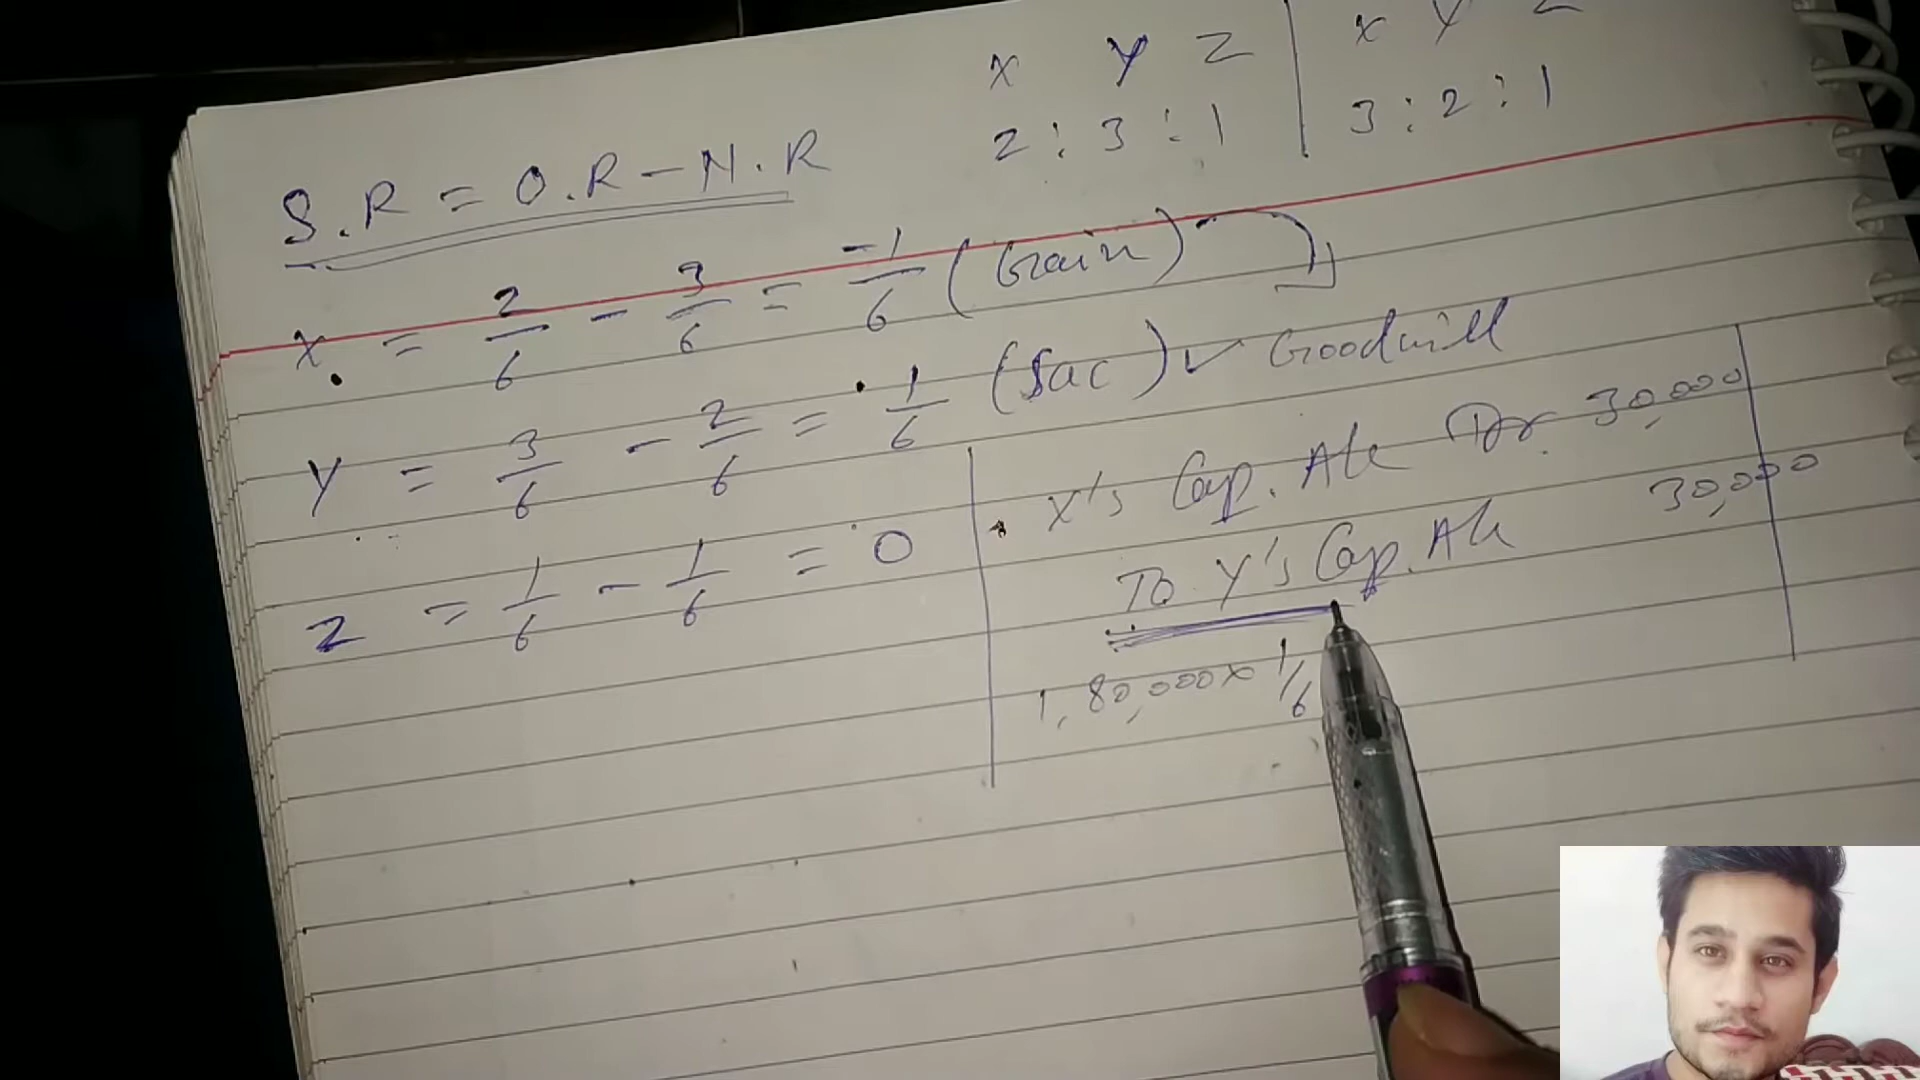 X Y Z | X Y Z
2 : 3 : 1 | 3 : 2 : 1
S.R = O.R - N.R
X = 2/6 - 3/6 = -1/6 (Gain)
Y = 3/6 - 2/6 = 1/6 (Sac) ✓ Goodwill
Z = 1/6 - 1/6 = 0
X's Cap. A/c Dr. 30,000
To Y's Cap. A/c 30,000
1,80,000 x 1/6